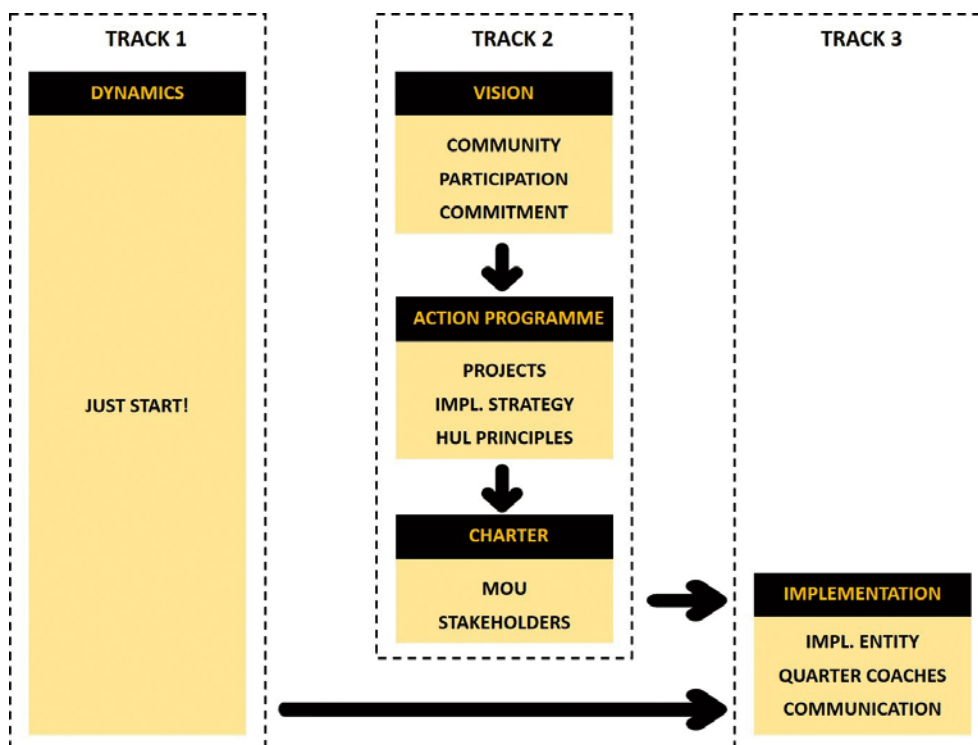 TRACK 1
DYNAMICS
JUST START!
TRACK 2
VISION
COMMUNITY
PARTICIPATION
COMMITMENT
ACTION PROGRAMME
PROJECTS
IMPL. STRATEGY
HUL PRINCIPLES
CHARTER
MOU
STAKEHOLDERS
TRACK 3
IMPLEMENTATION
IMPL. ENTITY
QUARTER COACHES
COMMUNICATION